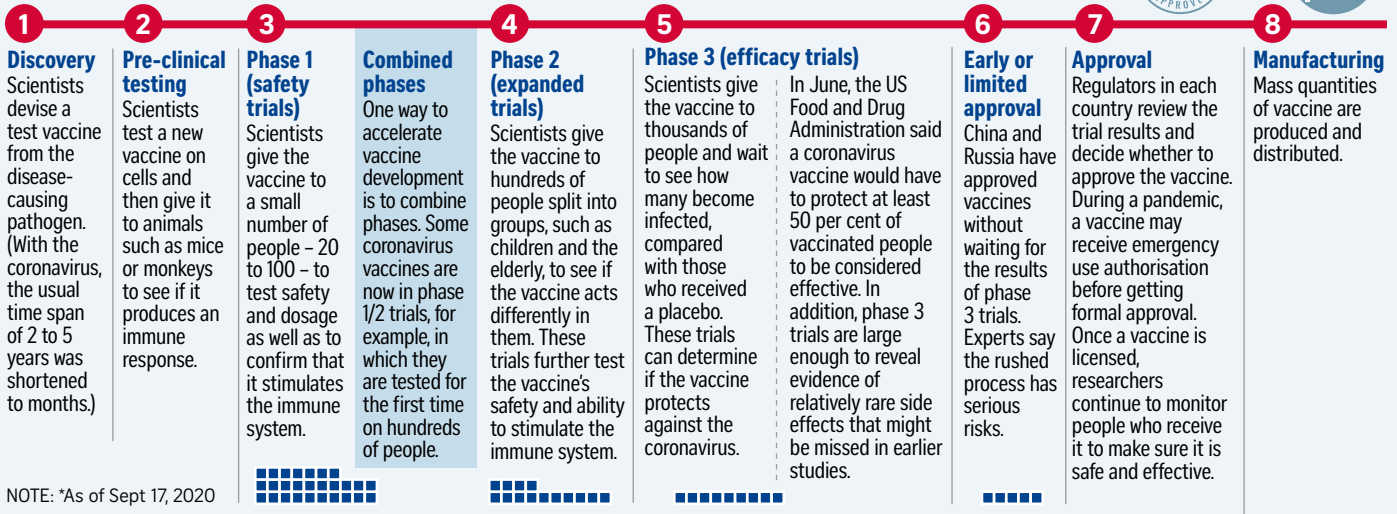 APPROVE
1
2
3
4
5
6
7
8
Discovery
Scientists
devise a
test vaccine
from the
disease-
causing
pathogen.
(With the
coronavirus,
the usual
time span
of 2 to 5
years was
shortened
to months.)
Pre-clinical
testing
Scientists
test a new
vaccine on
cells and
then give it
to animals
such as mice
or monkeys
to see if it
produces an
immune
response.
Phase 1
(safety
trials)
Scientists
give the
vaccine to
a small
number of
people – 20
to 100 – to
test safety
and dosage
as well as to
confirm that
it stimulates
the immune
system.
Combined
phases
One way to
accelerate
vaccine
development
is to combine
phases. Some
coronavirus
vaccines are
now in phase
1/2 trials, for
example, in
which they
are tested for
the first time
on hundreds
of people.
Phase 2
(expanded
trials)
Scientists give
the vaccine to
hundreds of
people split into
groups, such as
children and the
elderly, to see if
the vaccine acts
differently in
them. These
trials further test
the vaccine's
safety and ability
to stimulate the
immune system.
Phase 3 (efficacy trials)
Scientists give
the vaccine to
thousands of
people and wait
to see how
many become
infected,
compared
with those
who received
a placebo.
These trials
can determine
if the vaccine
protects
against the
coronavirus.
In June, the US
Food and Drug
Administration said
a coronavirus
vaccine would have
to protect at least
50 per cent of
vaccinated people
to be considered
effective. In
addition, phase 3
trials are large
enough to reveal
evidence of
relatively rare side
effects that might
be missed in earlier
studies.
Early or
limited
approval
China and
Russia have
approved
vaccines
without
waiting for
the results
of phase
3 trials.
Experts say
the rushed
process has
serious
risks.
Approval
Regulators in each
country review the
trial results and
decide whether to
approve the vaccine.
During a pandemic,
a vaccine may
receive emergency
use authorisation
before getting
formal approval.
Once a vaccine is
licensed,
researchers
continue to monitor
people who receive
it to make sure it is
safe and effective.
Manufacturing
Mass quantities
of vaccine are
produced and
distributed.
NOTE: *As of Sept 17, 2020